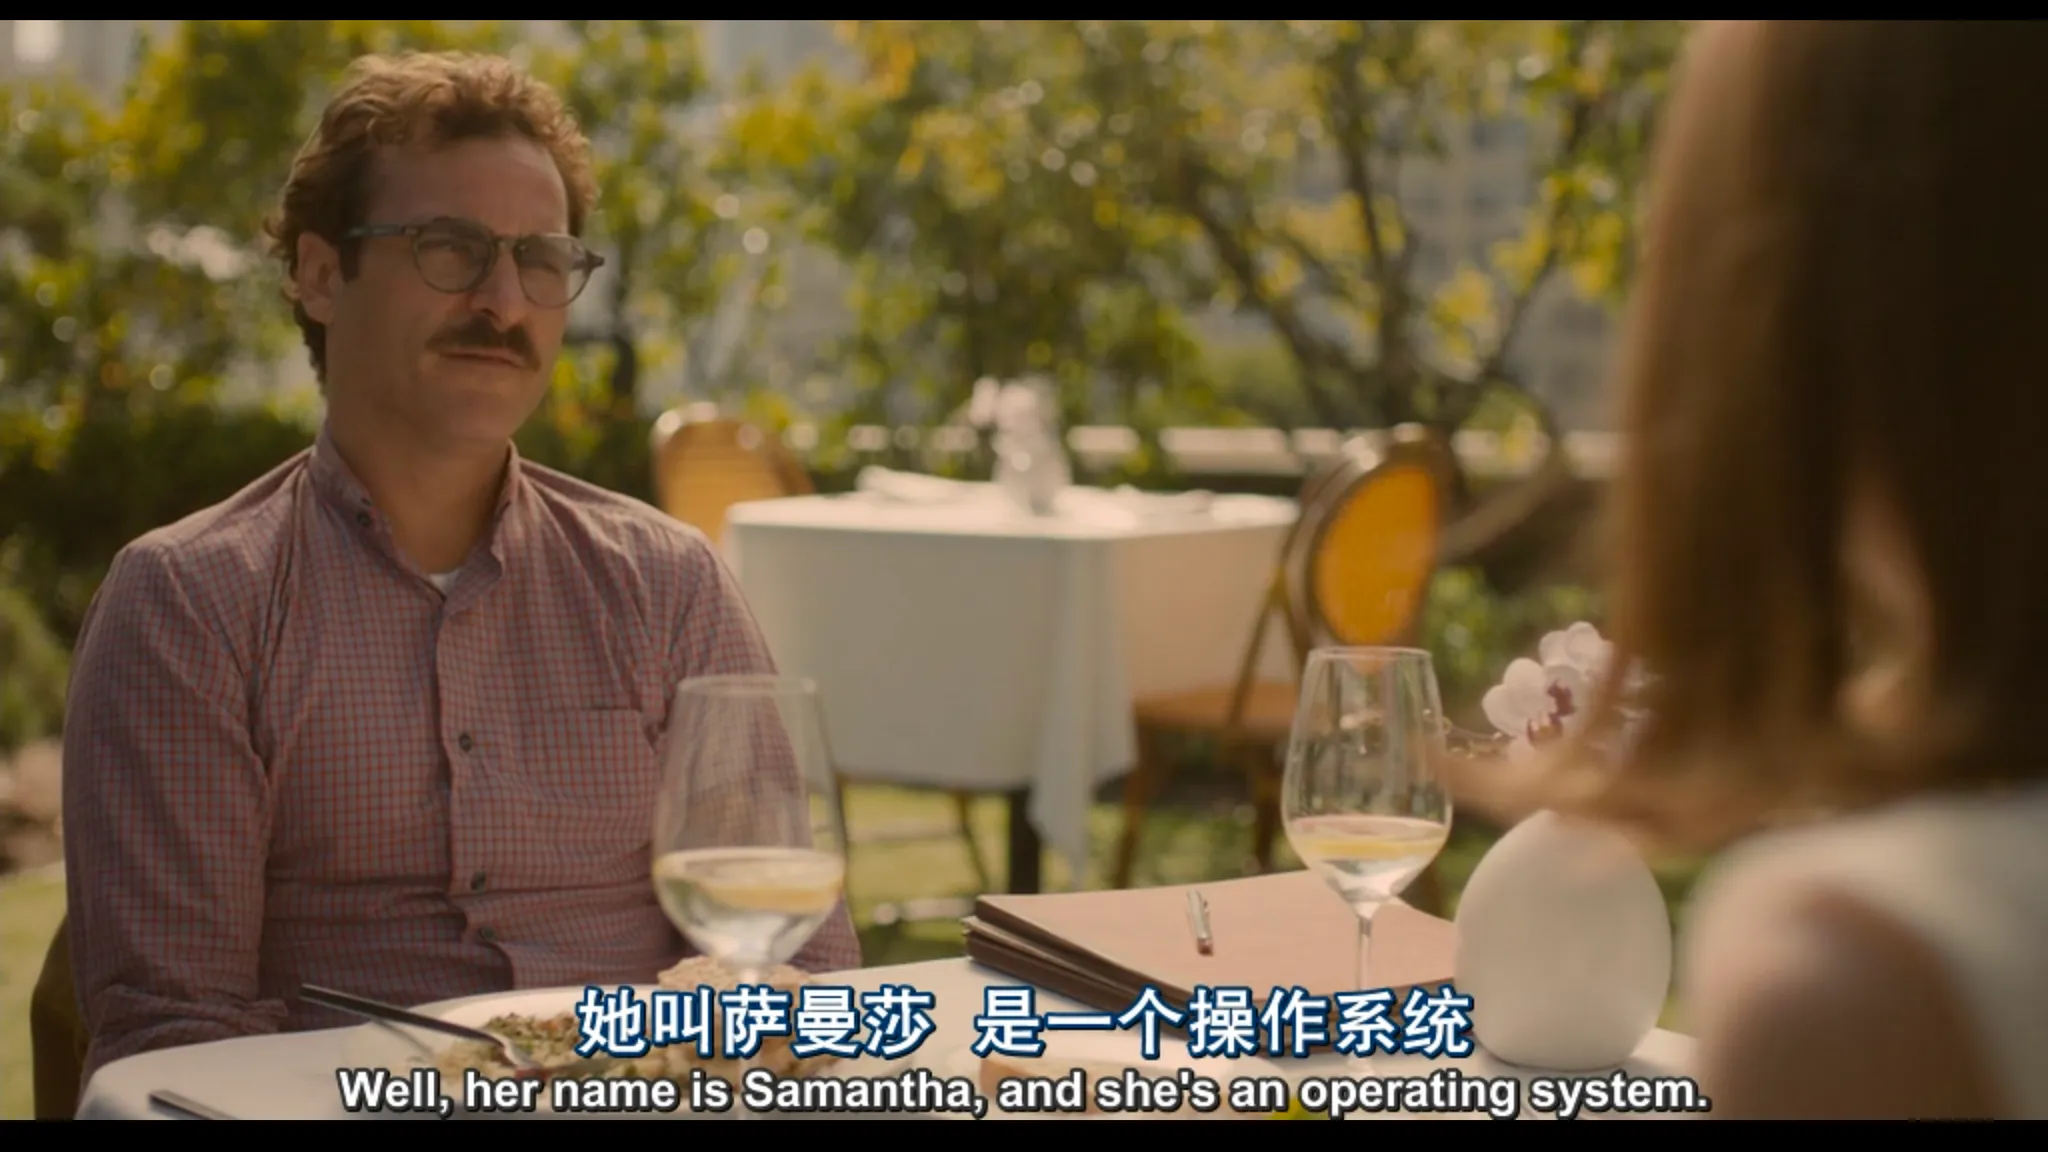 她叫萨曼莎 是一个操作系统
Well, her name is Samantha, and she's an operating system.